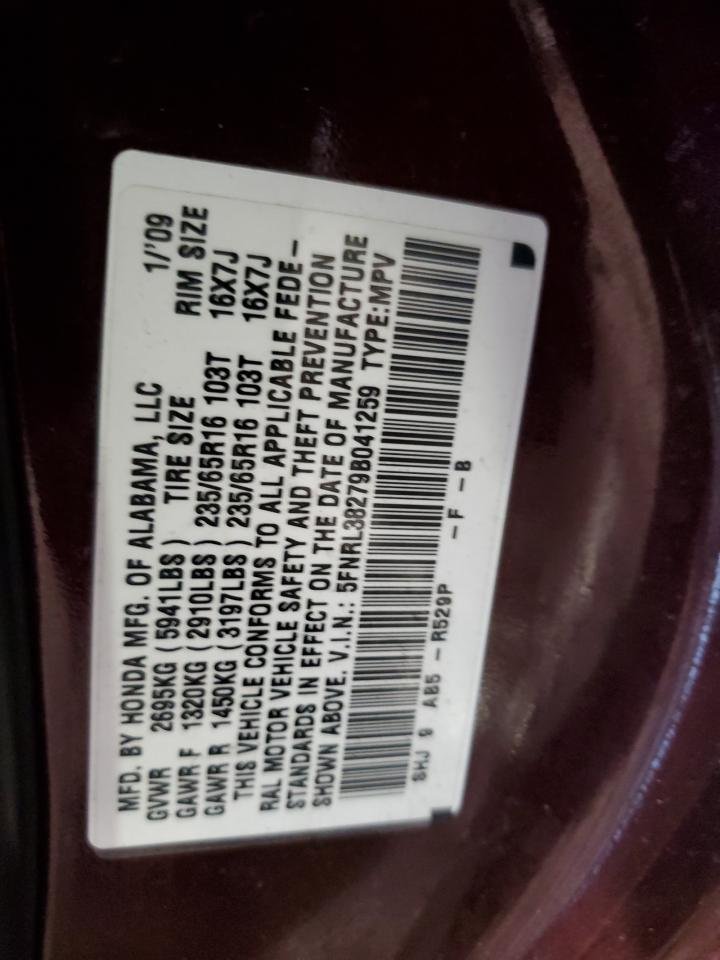 MFD. BY HONDA MFG. OF ALABAMA, LLC 1/'09
GVWR 2695KG (5941LBS) TIRE SIZE RIM SIZE
GAWR F 1320KG (2910LBS) 235/65R16 103T 16X7J
GAWR R 1450KG (3197LBS) 235/65R16 103T 16X7J
THIS VEHICLE CONFORMS TO ALL APPLICABLE FEDE-
RAL MOTOR VEHICLE SAFETY AND THEFT PREVENTION
STANDARDS IN EFFECT ON THE DATE OF MANUFACTURE
SHOWN ABOVE. V.I.N.: 5FNRL38279B041259 TYPE:MPV
SHJ 9 AB5 -R529P -F -B